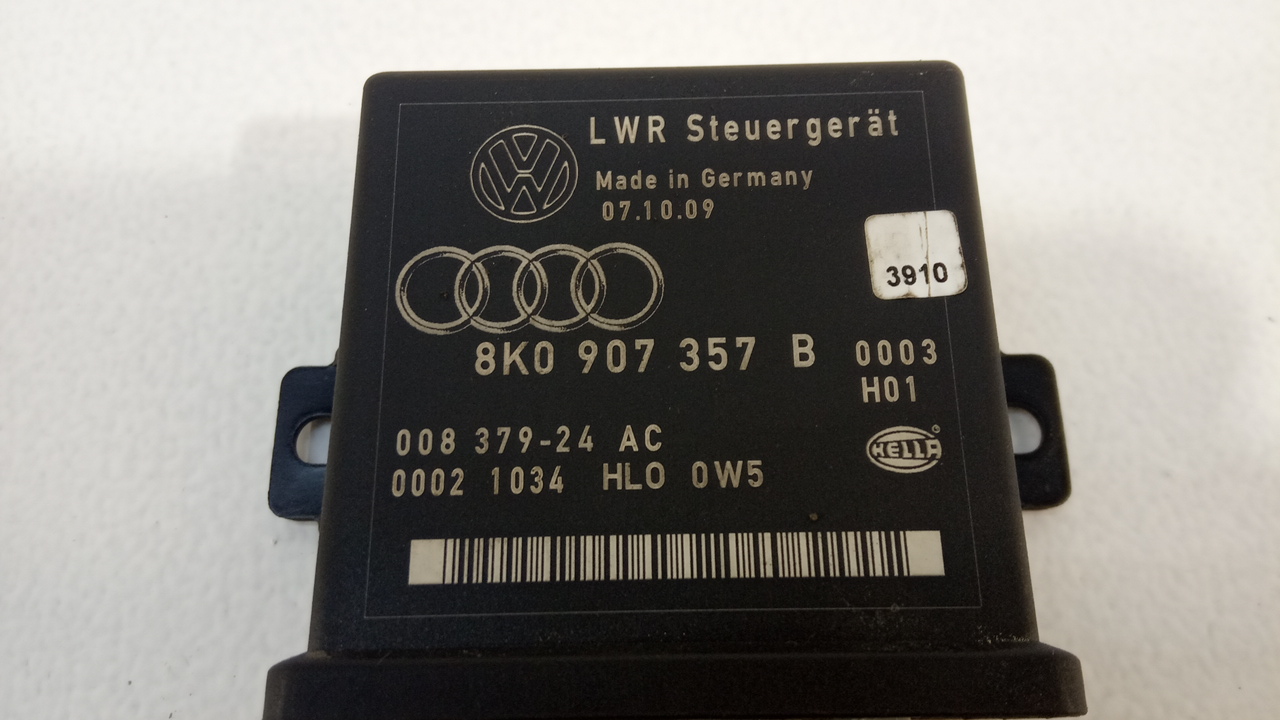 LWR Steuergerät
Made in Germany
07.10.09
3910
8K0 907 357 B 0003
H01
008 379-24 AC
HELLA
0002 1034 HLO 0W5